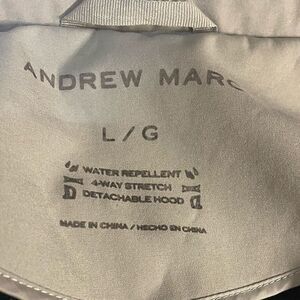 ANDREW MARC
L / G
WATER REPELLENT
4-WAY STRETCH
DETACHABLE HOOD
MADE IN CHINA / HECHO EN CHINA